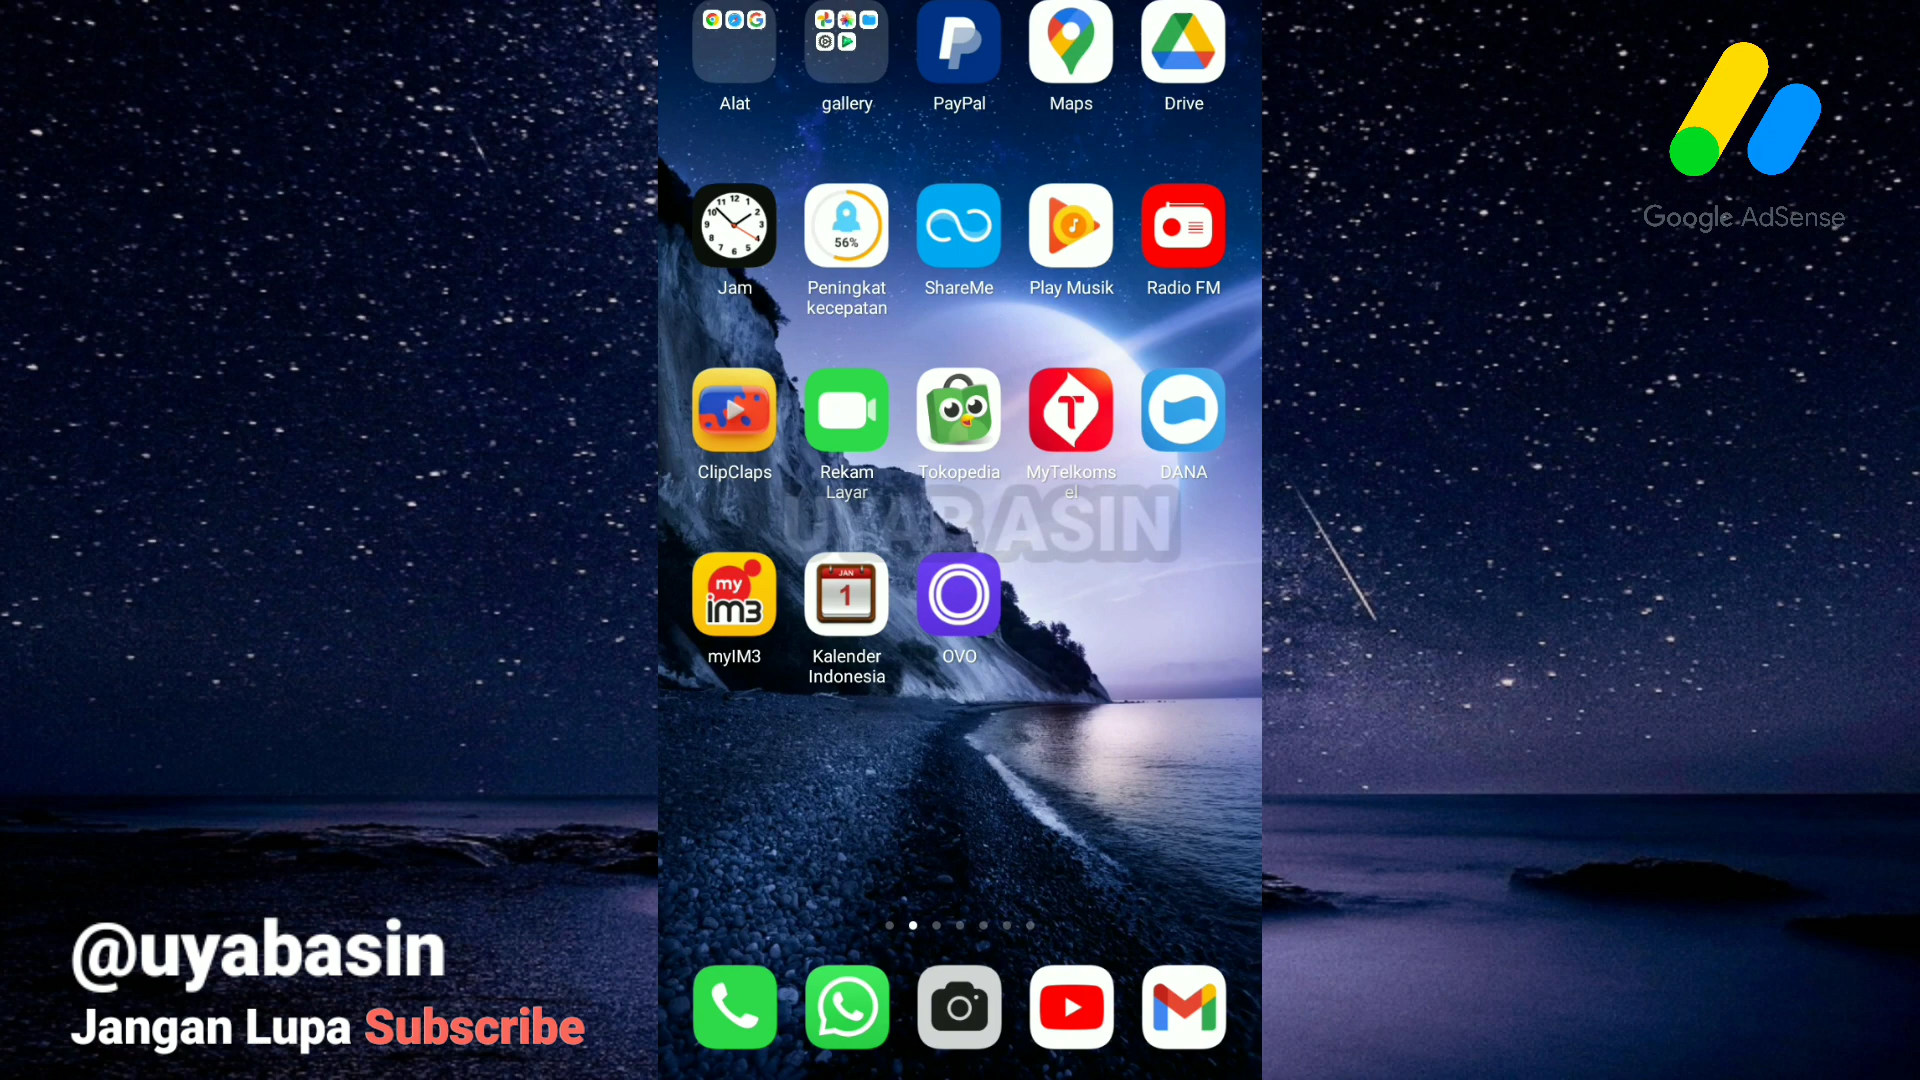 Alat
gallery
PayPal
Maps
Drive
Google AdSense
56%
Jam
Peningkat
kecepatan
ShareMe
Play Musik
Radio FM
T
ClipClaps
Rekam
Layar
Tokopedia
MyTelkoms
el
DANA
UYABASIN
my
im3
JAN
1
myIM3
Kalender
Indonesia
OVO
@uyabasin
Jangan Lupa Subscribe